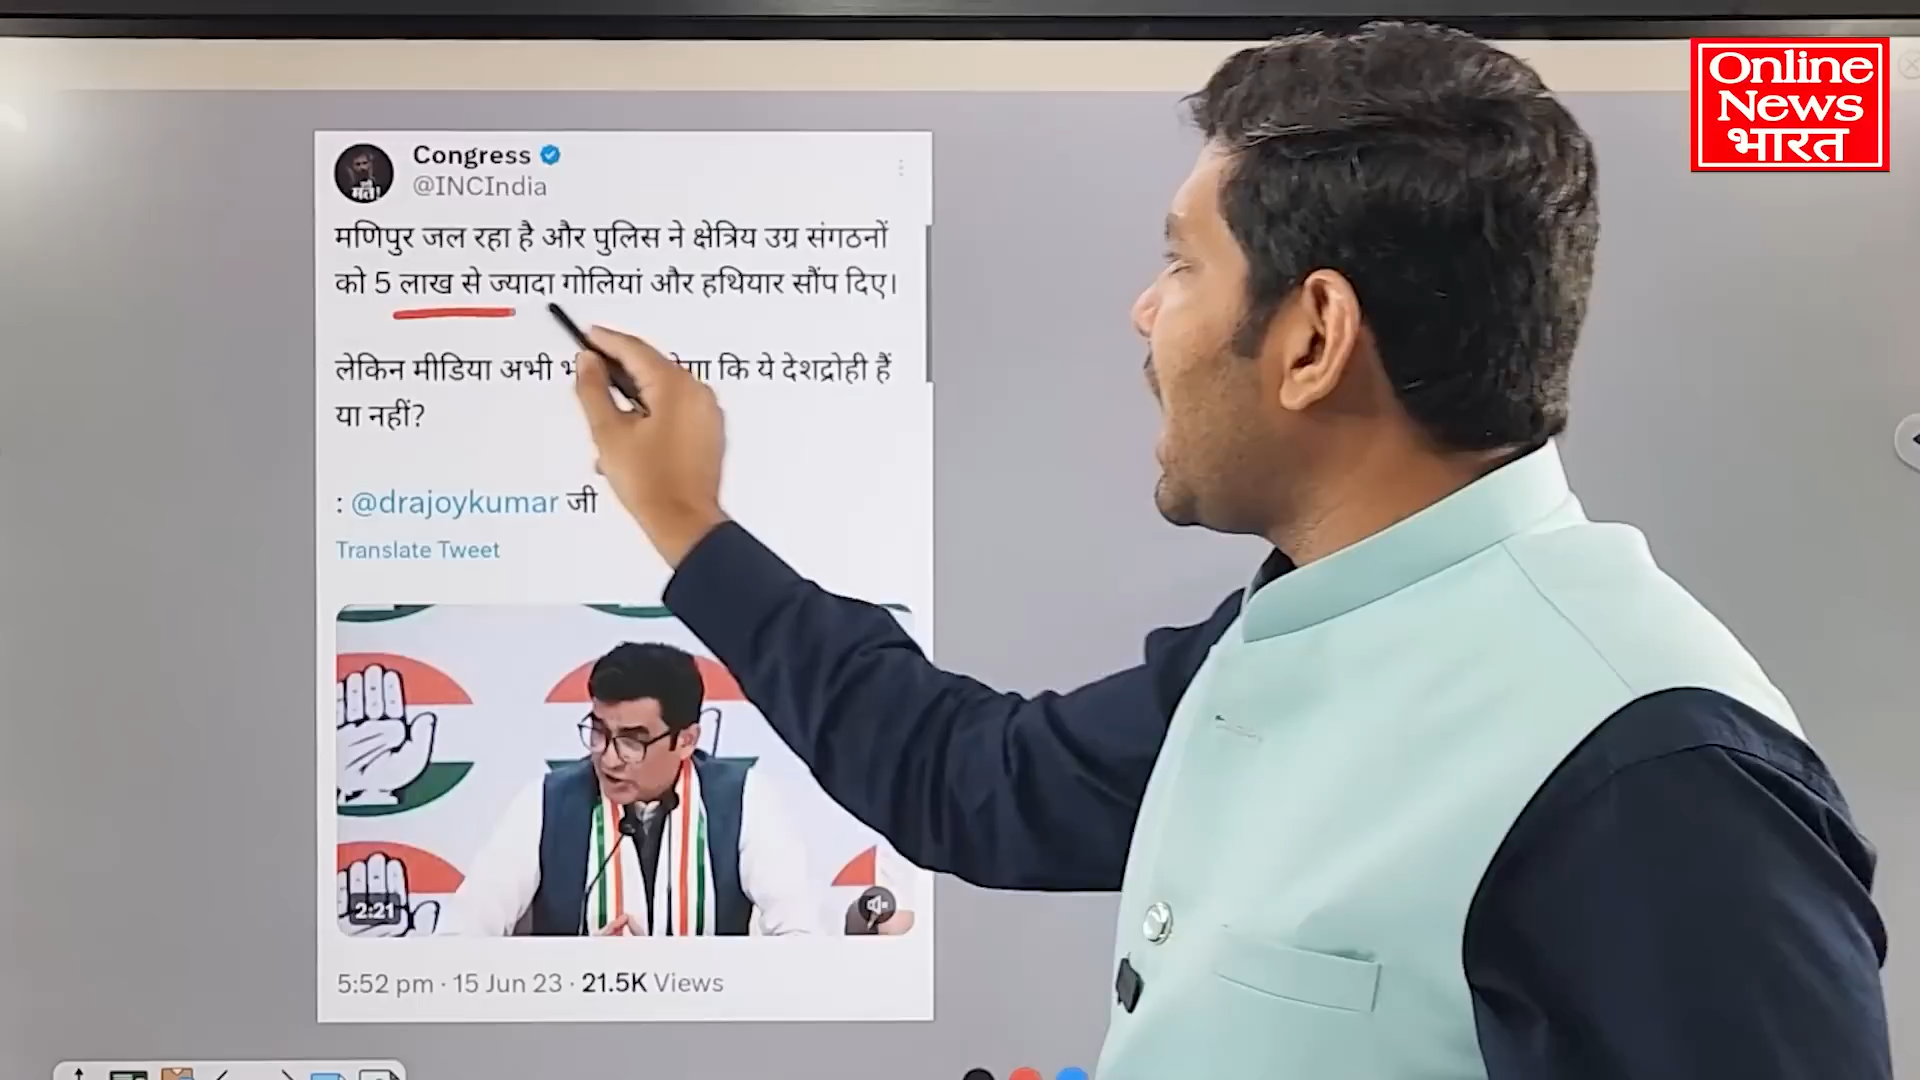 Online
News
भारत
Congress
@INCIndia
मणिपुर जल रहा है और पुलिस ने क्षेत्रिय उग्र संगठनों
को 5 लाख से ज्यादा गोलियां और हथियार सौंप दिए।
लेकिन मीडिया अभी कि ये देशद्रोही हैं
या नहीं?
: @drajoykumar जी
Translate Tweet
2:21
5:52 pm · 15 Jun 23 · 21.5K Views